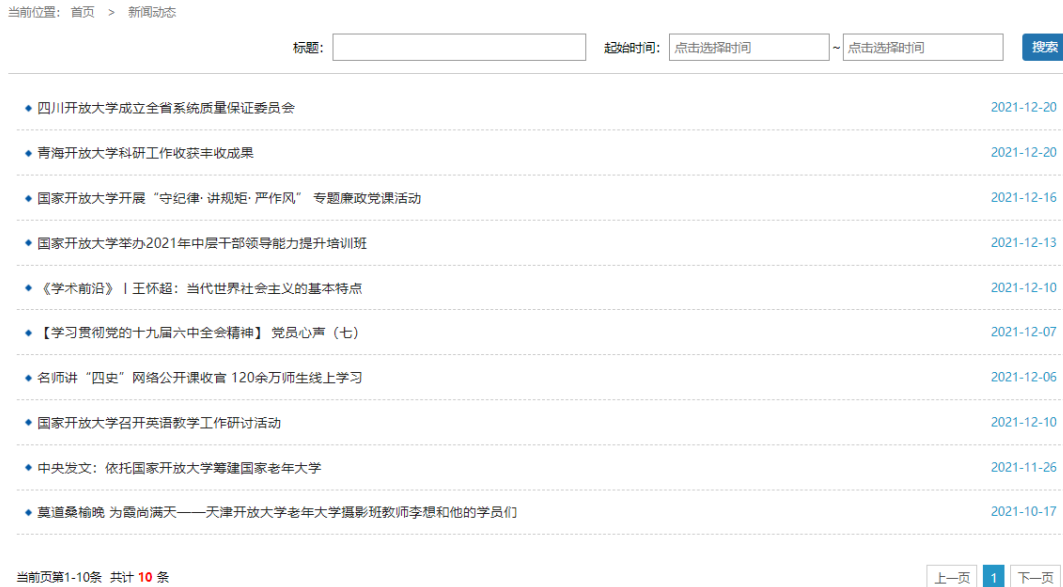 当前位置： 首页 > 新闻动态
标题： 起始时间： 点击选择时间 ~ 点击选择时间 搜索
四川开放大学成立全省系统质量保证委员会 2021-12-20
青海开放大学科研工作收获丰收成果 2021-12-20
国家开放大学开展“守纪律·讲规矩·严作风” 专题廉政党课活动 2021-12-16
国家开放大学举办2021年中层干部领导能力提升培训班 2021-12-13
《学术前沿》丨王怀超：当代世界社会主义的基本特点 2021-12-10
【学习贯彻党的十九届六中全会精神】 党员心声（七） 2021-12-07
名师讲“四史”网络公开课收官 120余万师生线上学习 2021-12-06
国家开放大学召开英语教学工作研讨活动 2021-12-10
中央发文：依托国家开放大学筹建国家老年大学 2021-11-26
莫道桑榆晚 为霞尚满天——天津开放大学老年大学摄影班教师李想和他的学员们 2021-10-17
当前页第1-10条 共计 10 条 上一页 1 下一页